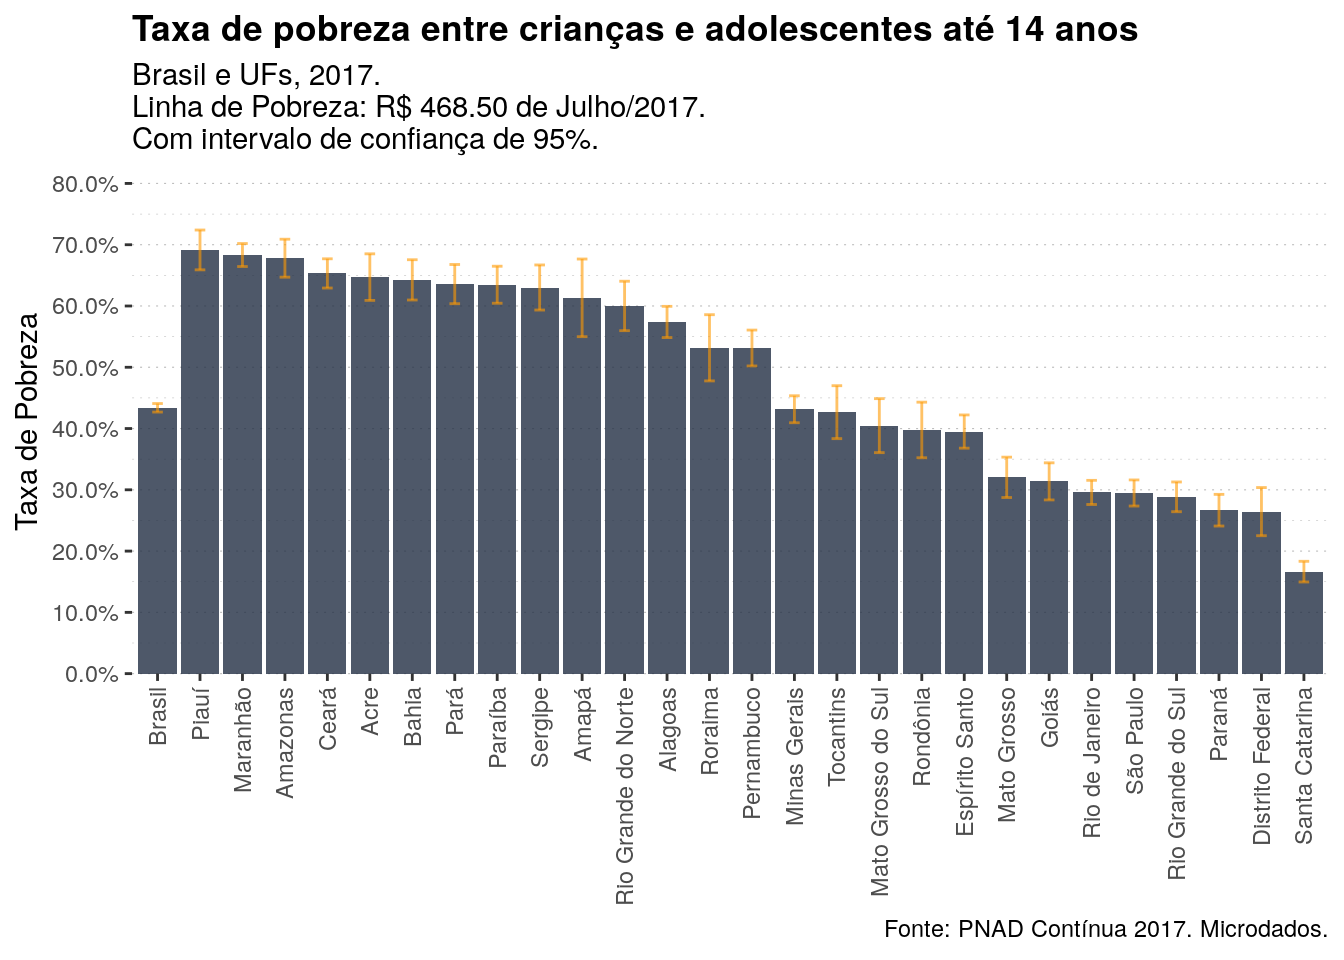 Taxa de pobreza entre crianças e adolescentes até 14 anos
Brasil e UFs, 2017.
Linha de Pobreza: R$ 468.50 de Julho/2017.
Com intervalo de confiança de 95%.
Taxa de Pobreza
80.0%
70.0%
60.0%
50.0%
40.0%
30.0%
20.0%
10.0%
0.0%
Brasil
Piauí
Maranhão
Amazonas
Ceará
Acre
Bahia
Pará
Paraíba
Sergipe
Amapá
Rio Grande do Norte
Alagoas
Roraima
Pernambuco
Minas Gerais
Tocantins
Mato Grosso do Sul
Rondônia
Espírito Santo
Mato Grosso
Goiás
Rio de Janeiro
São Paulo
Rio Grande do Sul
Paraná
Distrito Federal
Santa Catarina
Fonte: PNAD Contínua 2017. Microdados.